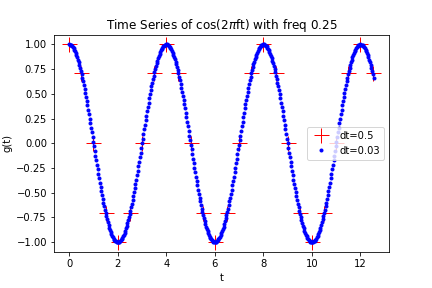 Time Series of cos(2πft) with freq 0.25
1.00
0.75
0.50
0.25
0.00
−0.25
−0.50
−0.75
−1.00
g(t)
dt=0.5
dt=0.03
0 2 4 6 8 10 12
t